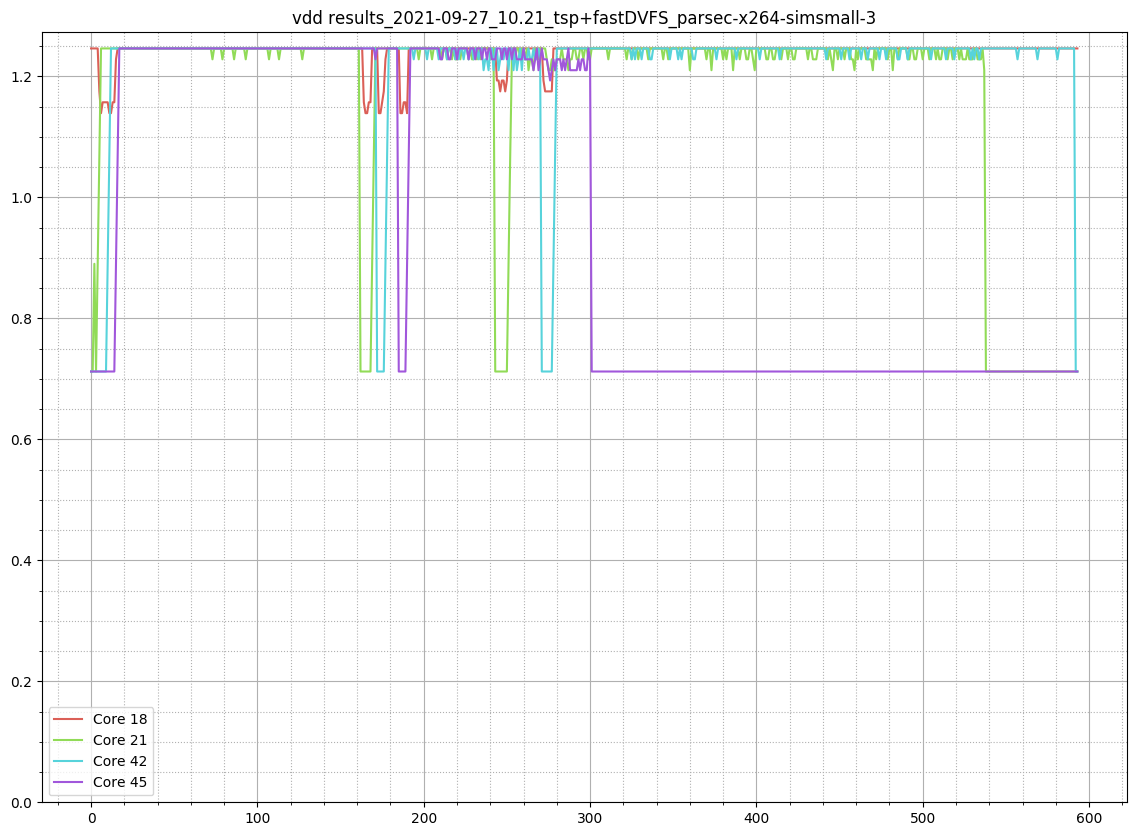 vdd results_2021-09-27_10.21_tsp+fastDVFS_parsec-x264-simsmall-3
1.2
1.0
0.8
0.6
0.4
0.2
0.0
Core 18
Core 21
Core 42
Core 45
0 100 200 300 400 500 600